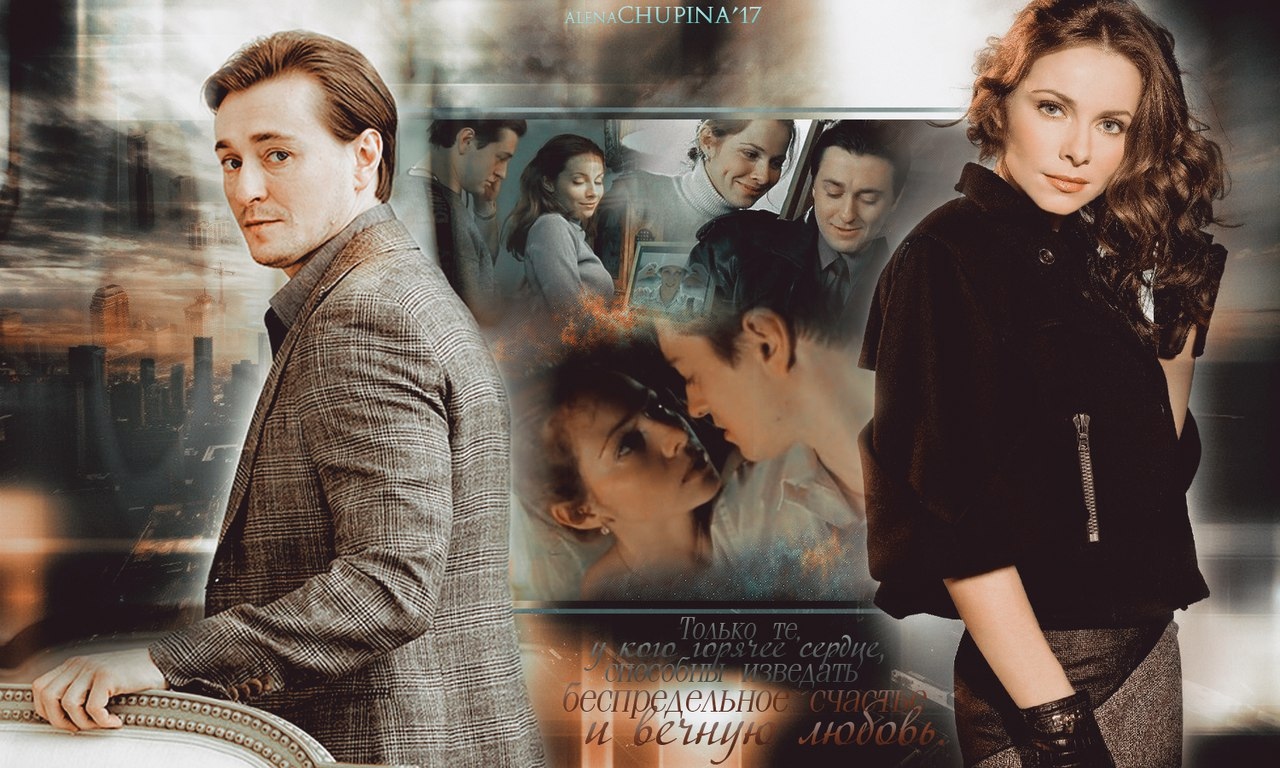 ALENACHUPINA'17
Только те,
у кого горячее сердце,
способны изведать
беспредельное счастье
и вечную любовь.